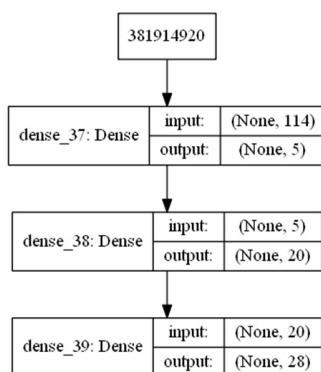 381914920
dense_37: Dense
input: (None, 114)
output: (None, 5)
dense_38: Dense
input: (None, 5)
output: (None, 20)
dense_39: Dense
input: (None, 20)
output: (None, 28)